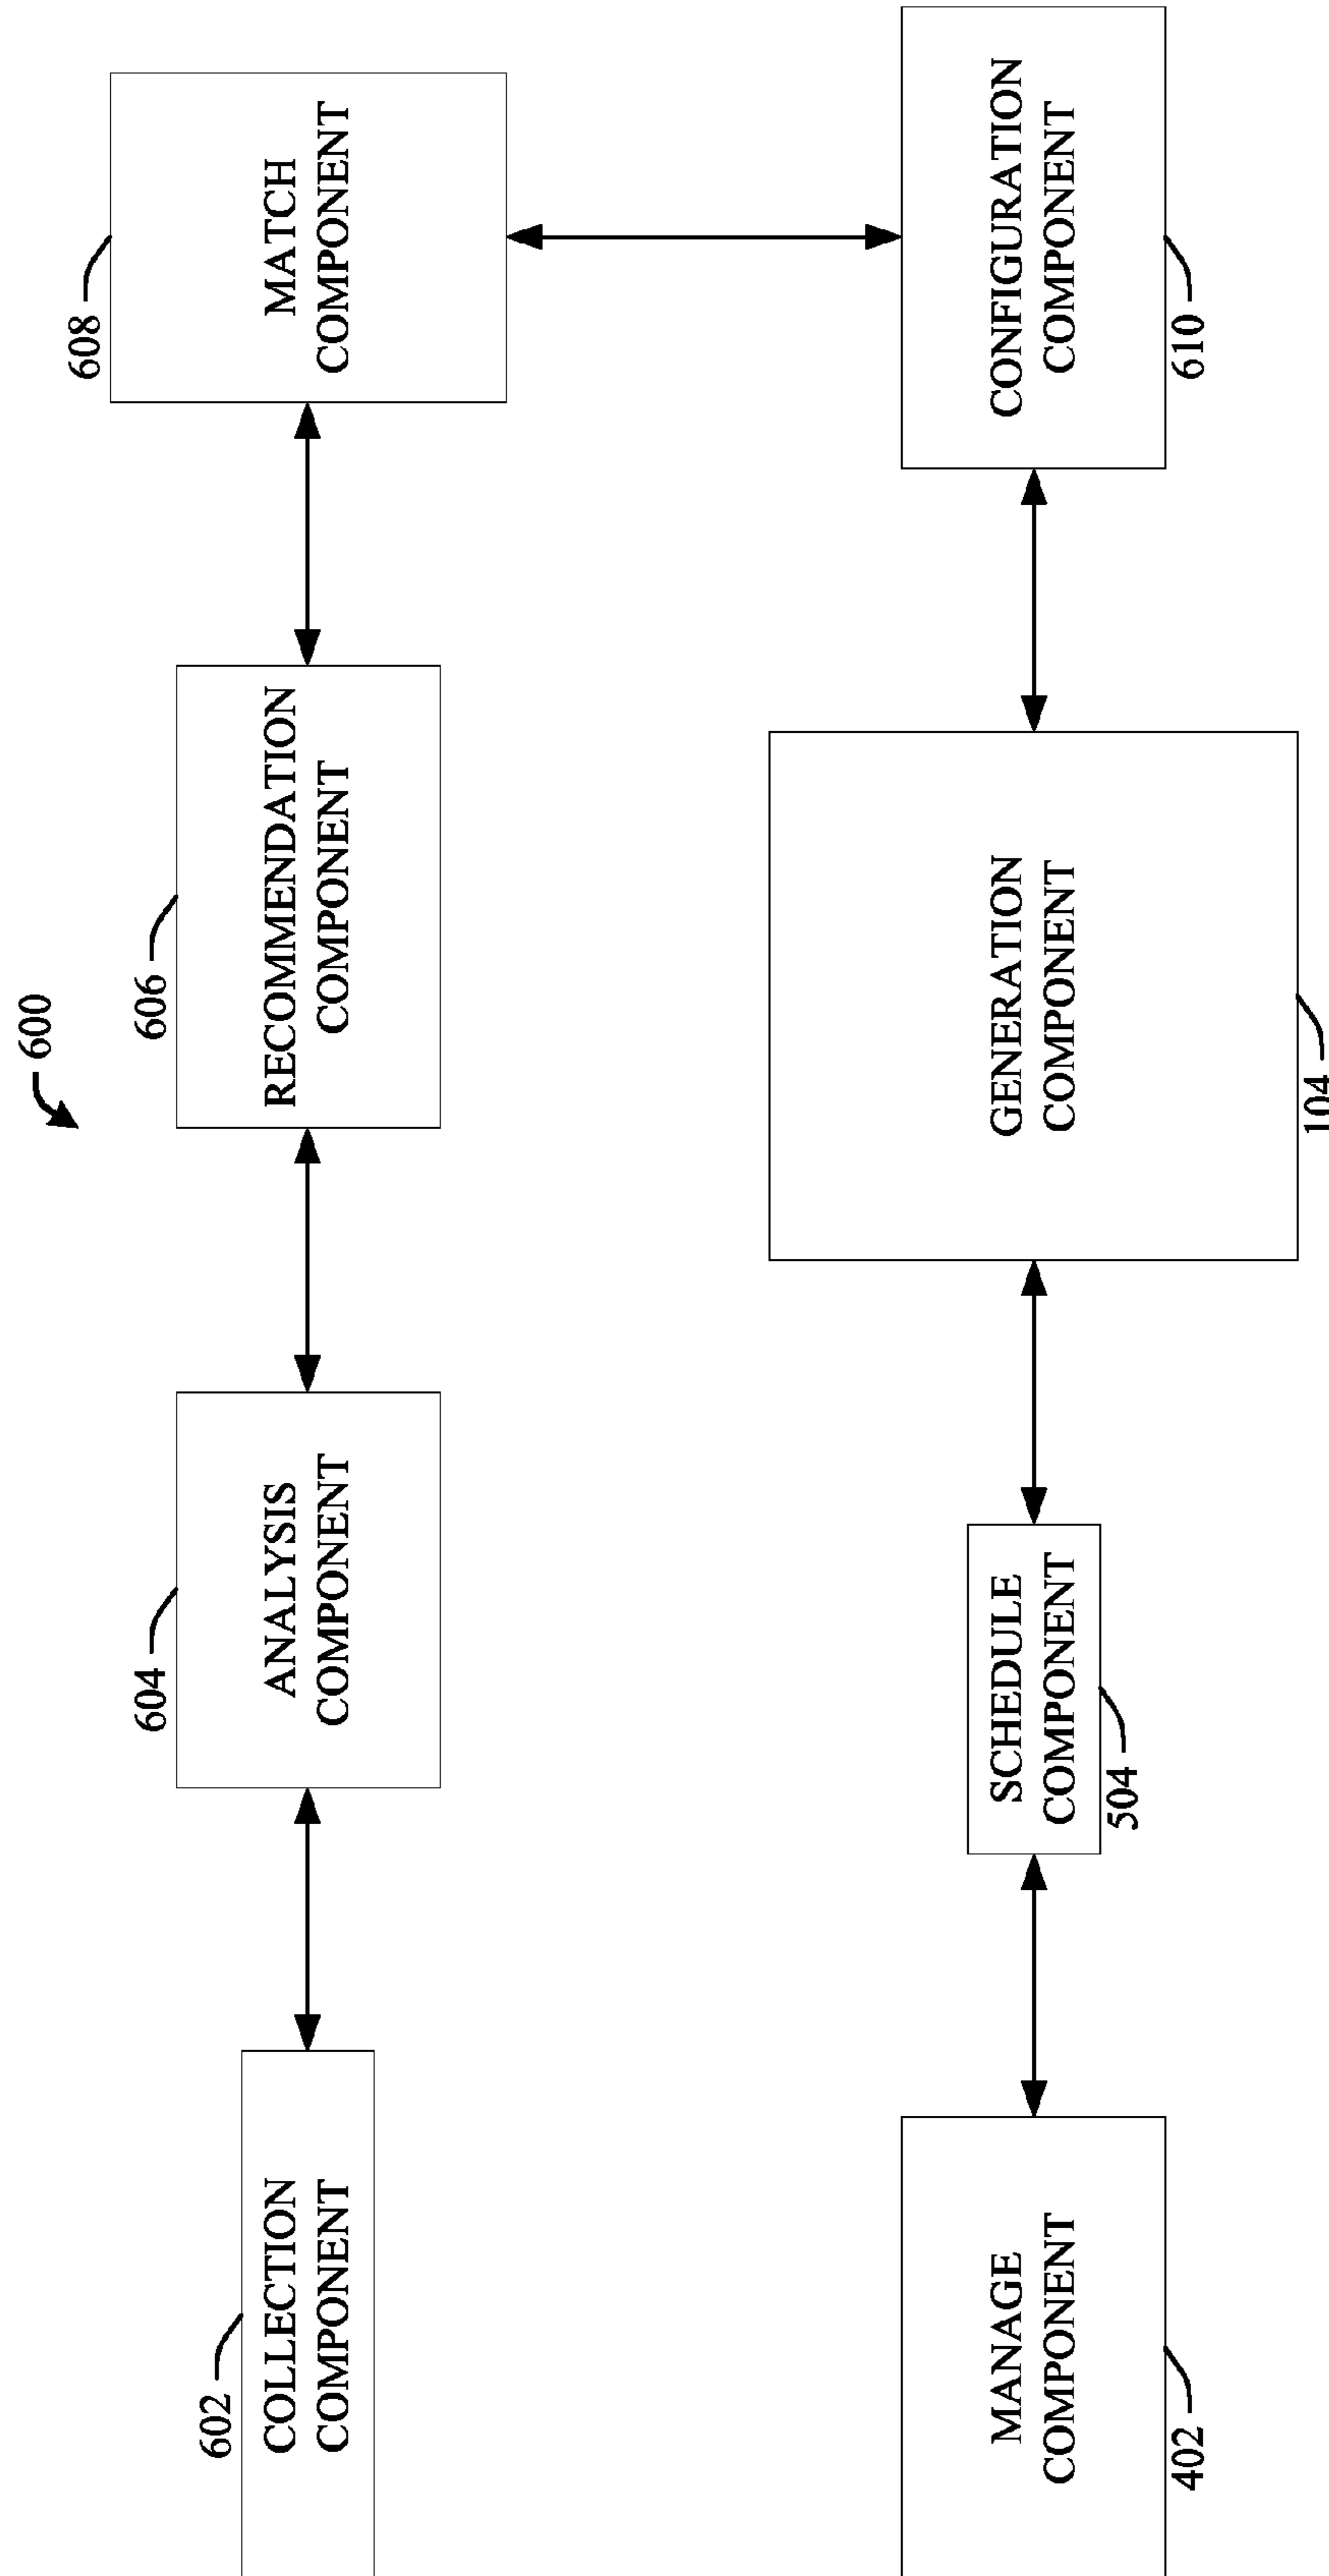 600
602
COLLECTION
COMPONENT
604
ANALYSIS
COMPONENT
606
RECOMMENDATION
COMPONENT
608
MATCH
COMPONENT
MANAGE
COMPONENT
402
SCHEDULE
COMPONENT
504
GENERATION
COMPONENT
104
CONFIGURATION
COMPONENT
610